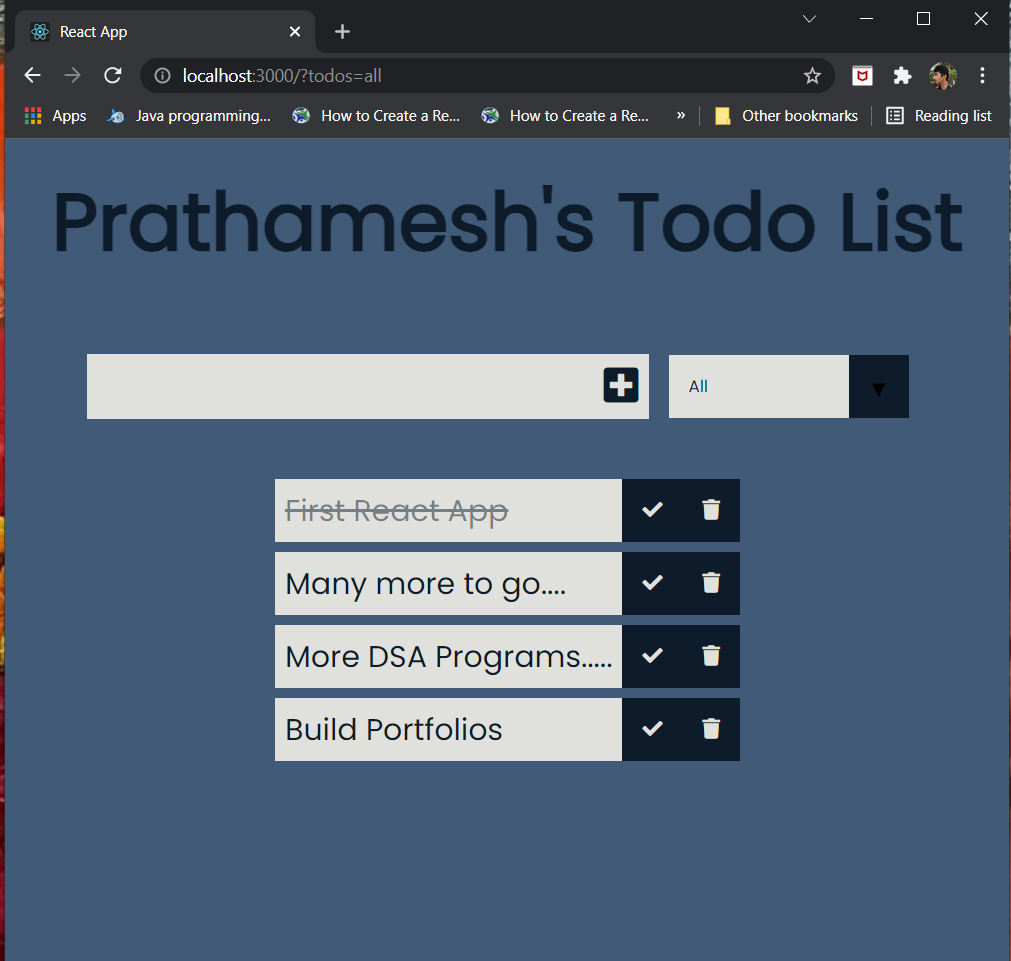 React App
localhost:3000/?todos=all
Apps
Java programming...
How to Create a Re...
How to Create a Re...
»
Other bookmarks
Reading list
Prathamesh's Todo List
All
First React App
Many more to go....
More DSA Programs.....
Build Portfolios